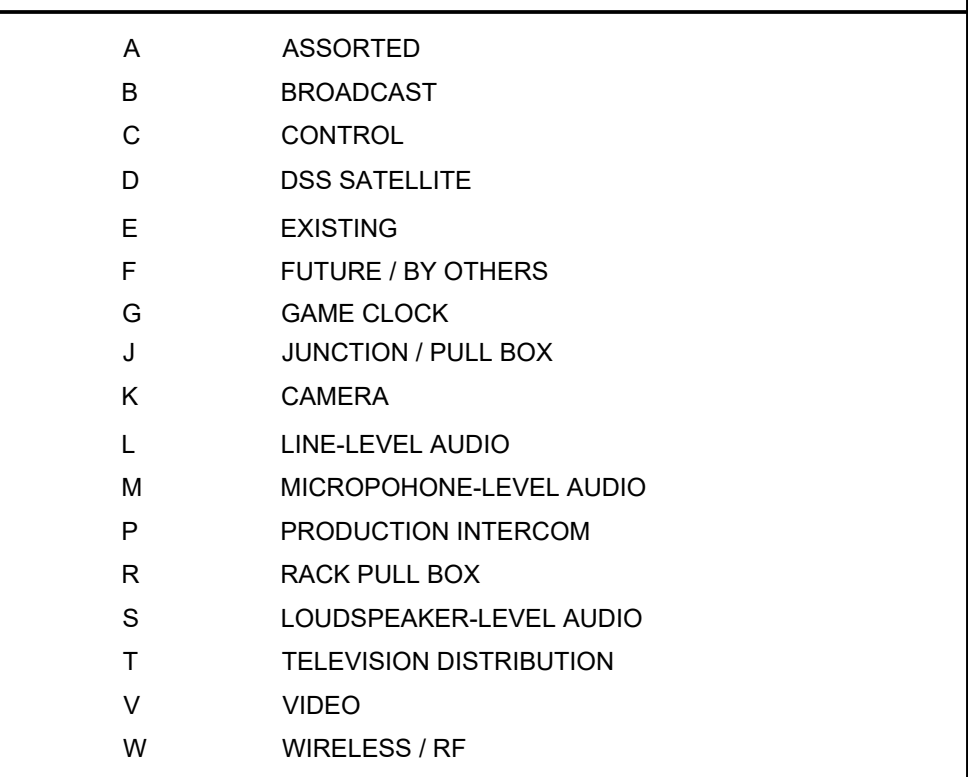 A ASSORTED
B BROADCAST
C CONTROL
D DSS SATELLITE
E EXISTING
F FUTURE / BY OTHERS
G GAME CLOCK
J JUNCTION / PULL BOX
K CAMERA
L LINE-LEVEL AUDIO
M MICROPOHONE-LEVEL AUDIO
P PRODUCTION INTERCOM
R RACK PULL BOX
S LOUDSPEAKER-LEVEL AUDIO
T TELEVISION DISTRIBUTION
V VIDEO
W WIRELESS / RF